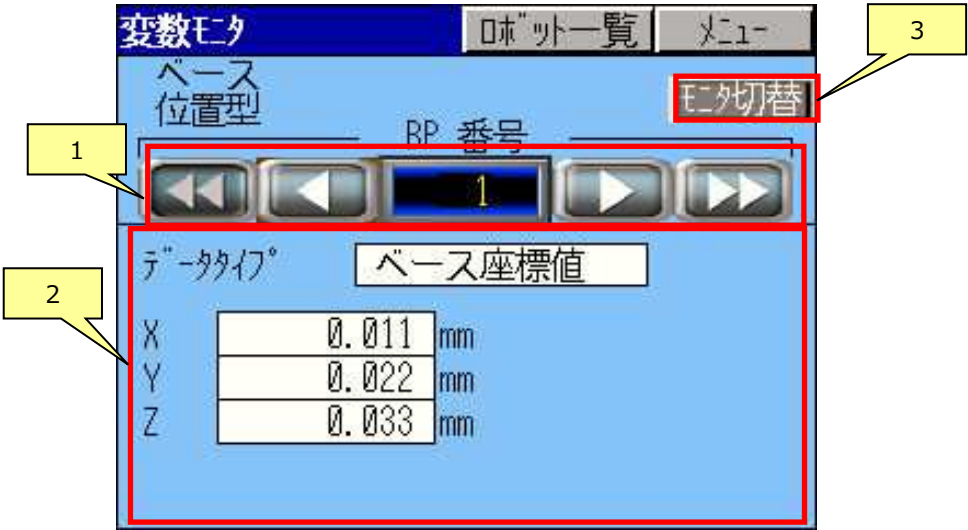 変数ﾓﾆﾀ ﾛﾎﾞｯﾄ一覧 ﾒﾆｭｰ
3
ベース
位置型
ﾓﾆﾀ切替
BP 番号
1
1
データタイプ ベース座標値
2
X 0.011 mm
Y 0.022 mm
Z 0.033 mm